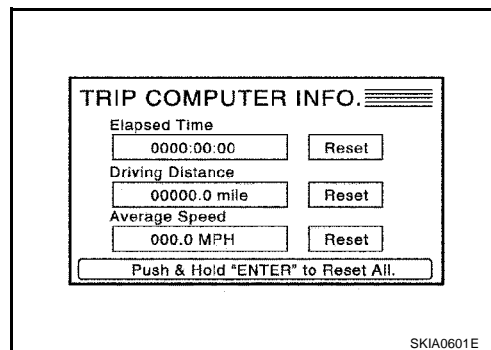 TRIP COMPUTER INFO.
Elapsed Time
0000:00:00 Reset
Driving Distance
00000.0 mile Reset
Average Speed
000.0 MPH Reset
Push & Hold "ENTER" to Reset All.
SKIA0601E